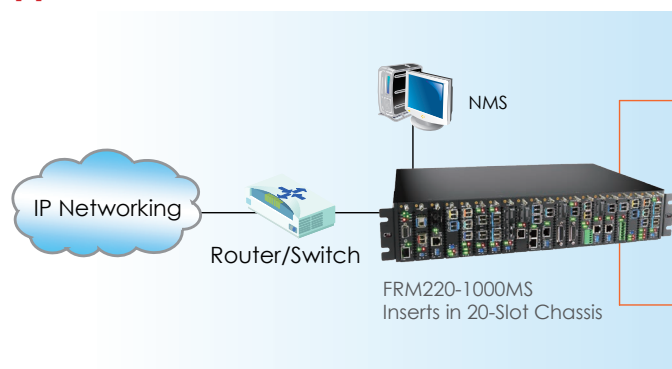 NMS
IP Networking
Router/Switch
FRM220-1000MS
Inserts in 20-Slot Chassis